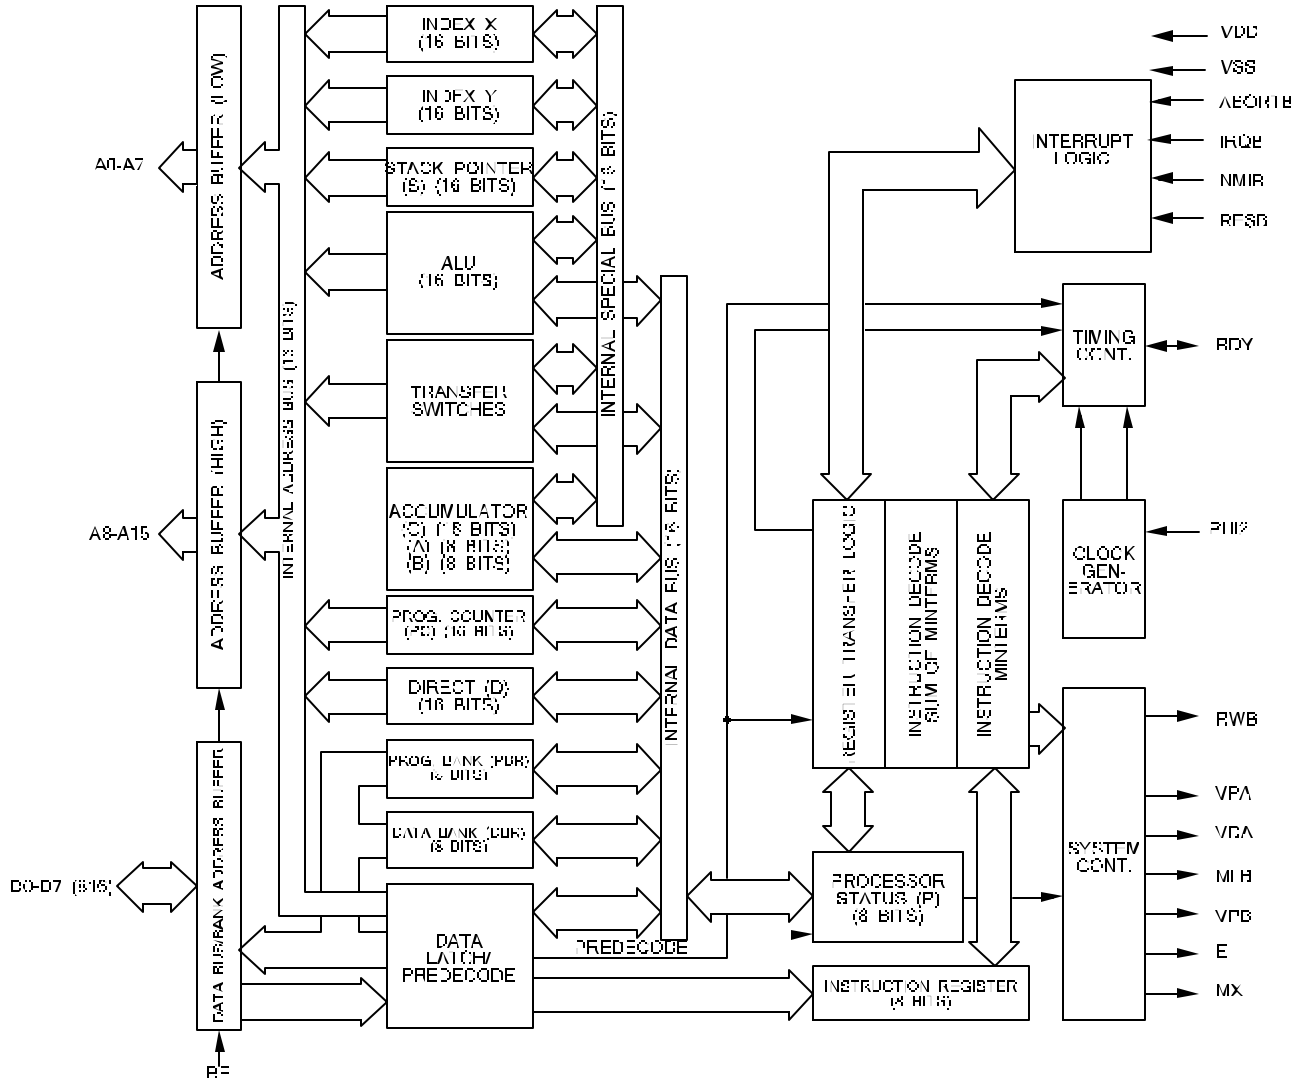 INDEX X
(16 BITS)
INDEX Y
(16 BITS)
STACK POINTER
(S) (16 BITS)
ALU
(16 BITS)
TRANSFER
SWITCHES
ACCUMULATOR
(C) (16 BITS)
(A) (8 BITS)
(B) (8 BITS)
PROG. COUNTER
(PC) (16 BITS)
DIRECT (D)
(16 BITS)
PROG. BANK (PBR)
(8 BITS)
DATA BANK (DBR)
(8 BITS)
DATA
LATCH/
PREDECODE
PREDECODE
ADDRESS BUFFER (LOW)
ADDRESS BUFFER (HIGH)
DATA BUS/BANK ADDRESS BUFFER
INTERNAL ADDRESS BUS (16 BITS)
INTERNAL SPECIAL BUS (16 BITS)
INTERNAL DATA BUS (16 BITS)
A0-A7
A8-A15
BE
INTERRUPT
LOGIC
TIMING
CONT.
CLOCK
GEN-
ERATOR
SYSTEM
CONT.
REGISTER TRANSFER LOGIC
INSTRUCTION DECODE
SUM OF MINTERMS
INSTRUCTION DECODE
MINTERMS
PROCESSOR
STATUS (P)
(8 BITS)
INSTRUCTION REGISTER
(8 BITS)
VDD
VSS
ABORTB
IRQB
NMIB
RESB
RDY
PHI2
RWB
VPA
VDA
MLB
VPB
E
MX